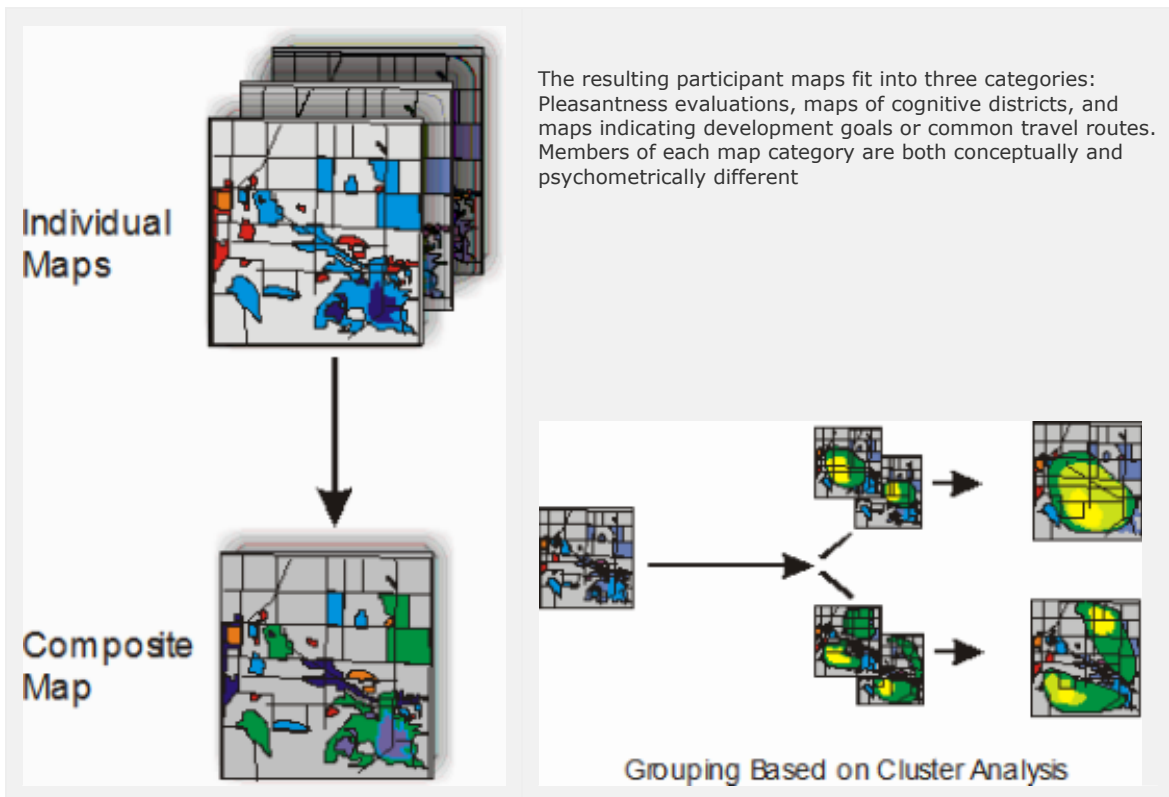 Individual
Maps
Composite
Map
The resulting participant maps fit into three categories:
Pleasantness evaluations, maps of cognitive districts, and
maps indicating development goals or common travel routes.
Members of each map category are both conceptually and
psychometrically different
Grouping Based on Cluster Analysis